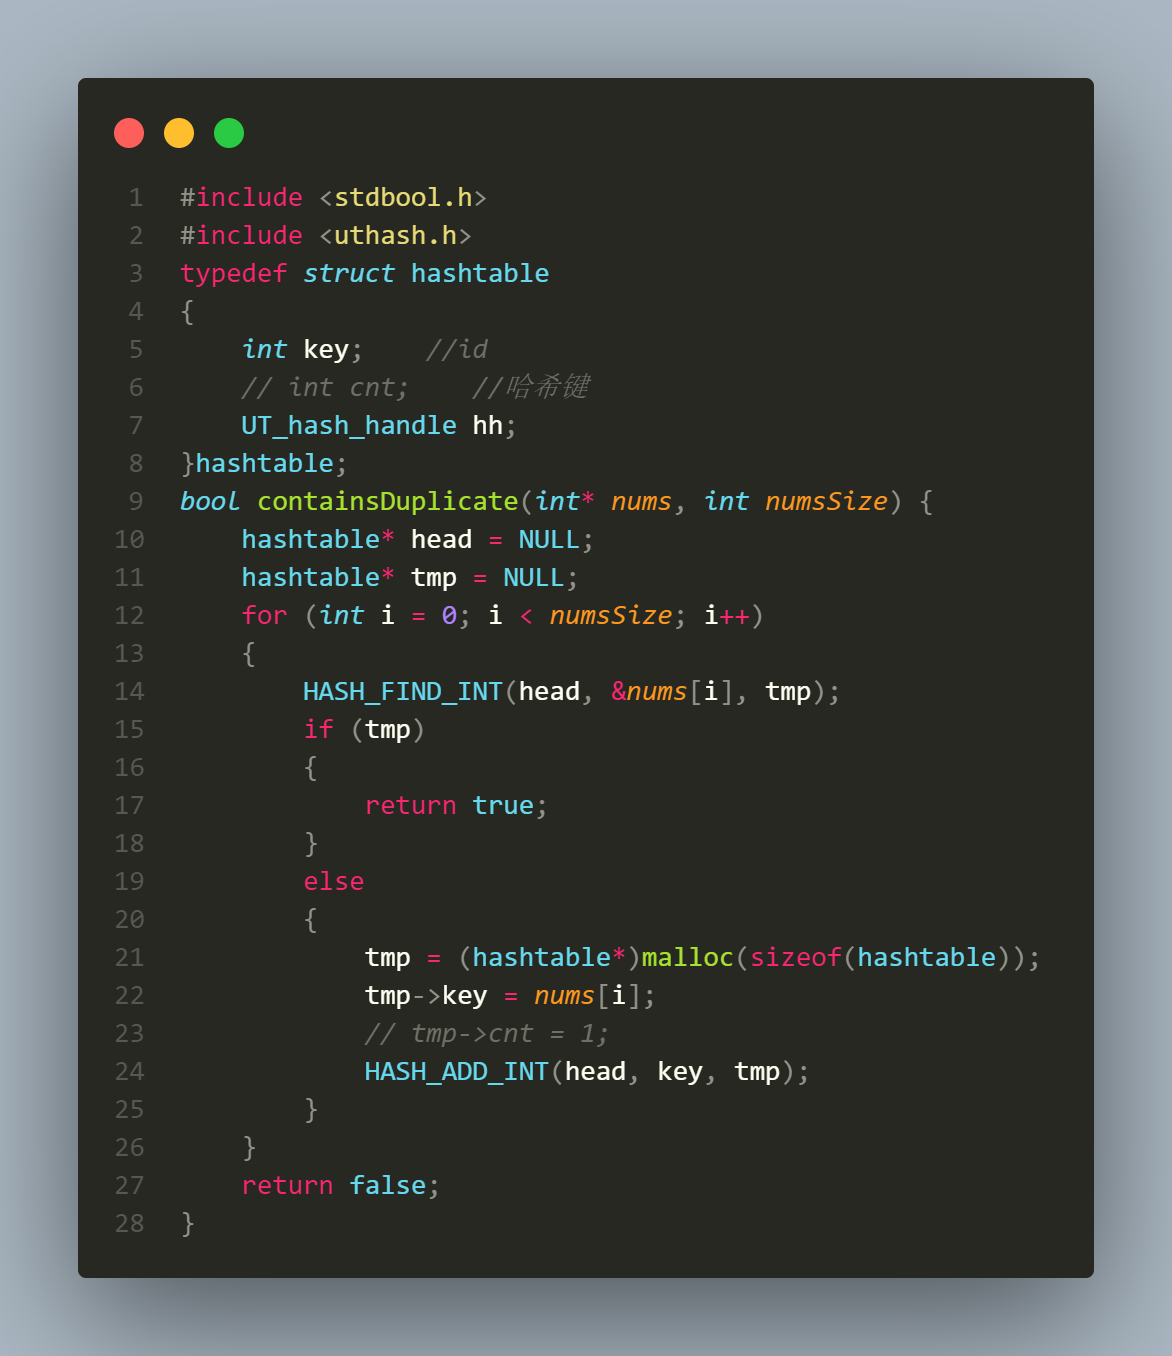 1 #include <stdbool.h>
2 #include <uthash.h>
3 typedef struct hashtable
4 {
5     int key;    //id
6     // int cnt;    //哈希键
7     UT_hash_handle hh;
8 }hashtable;
9 bool containsDuplicate(int* nums, int numsSize) {
10     hashtable* head = NULL;
11     hashtable* tmp = NULL;
12     for (int i = 0; i < numsSize; i++)
13     {
14         HASH_FIND_INT(head, &nums[i], tmp);
15         if (tmp)
16         {
17             return true;
18         }
19         else
20         {
21             tmp = (hashtable*)malloc(sizeof(hashtable));
22             tmp->key = nums[i];
23             // tmp->cnt = 1;
24             HASH_ADD_INT(head, key, tmp);
25         }
26     }
27     return false;
28 }